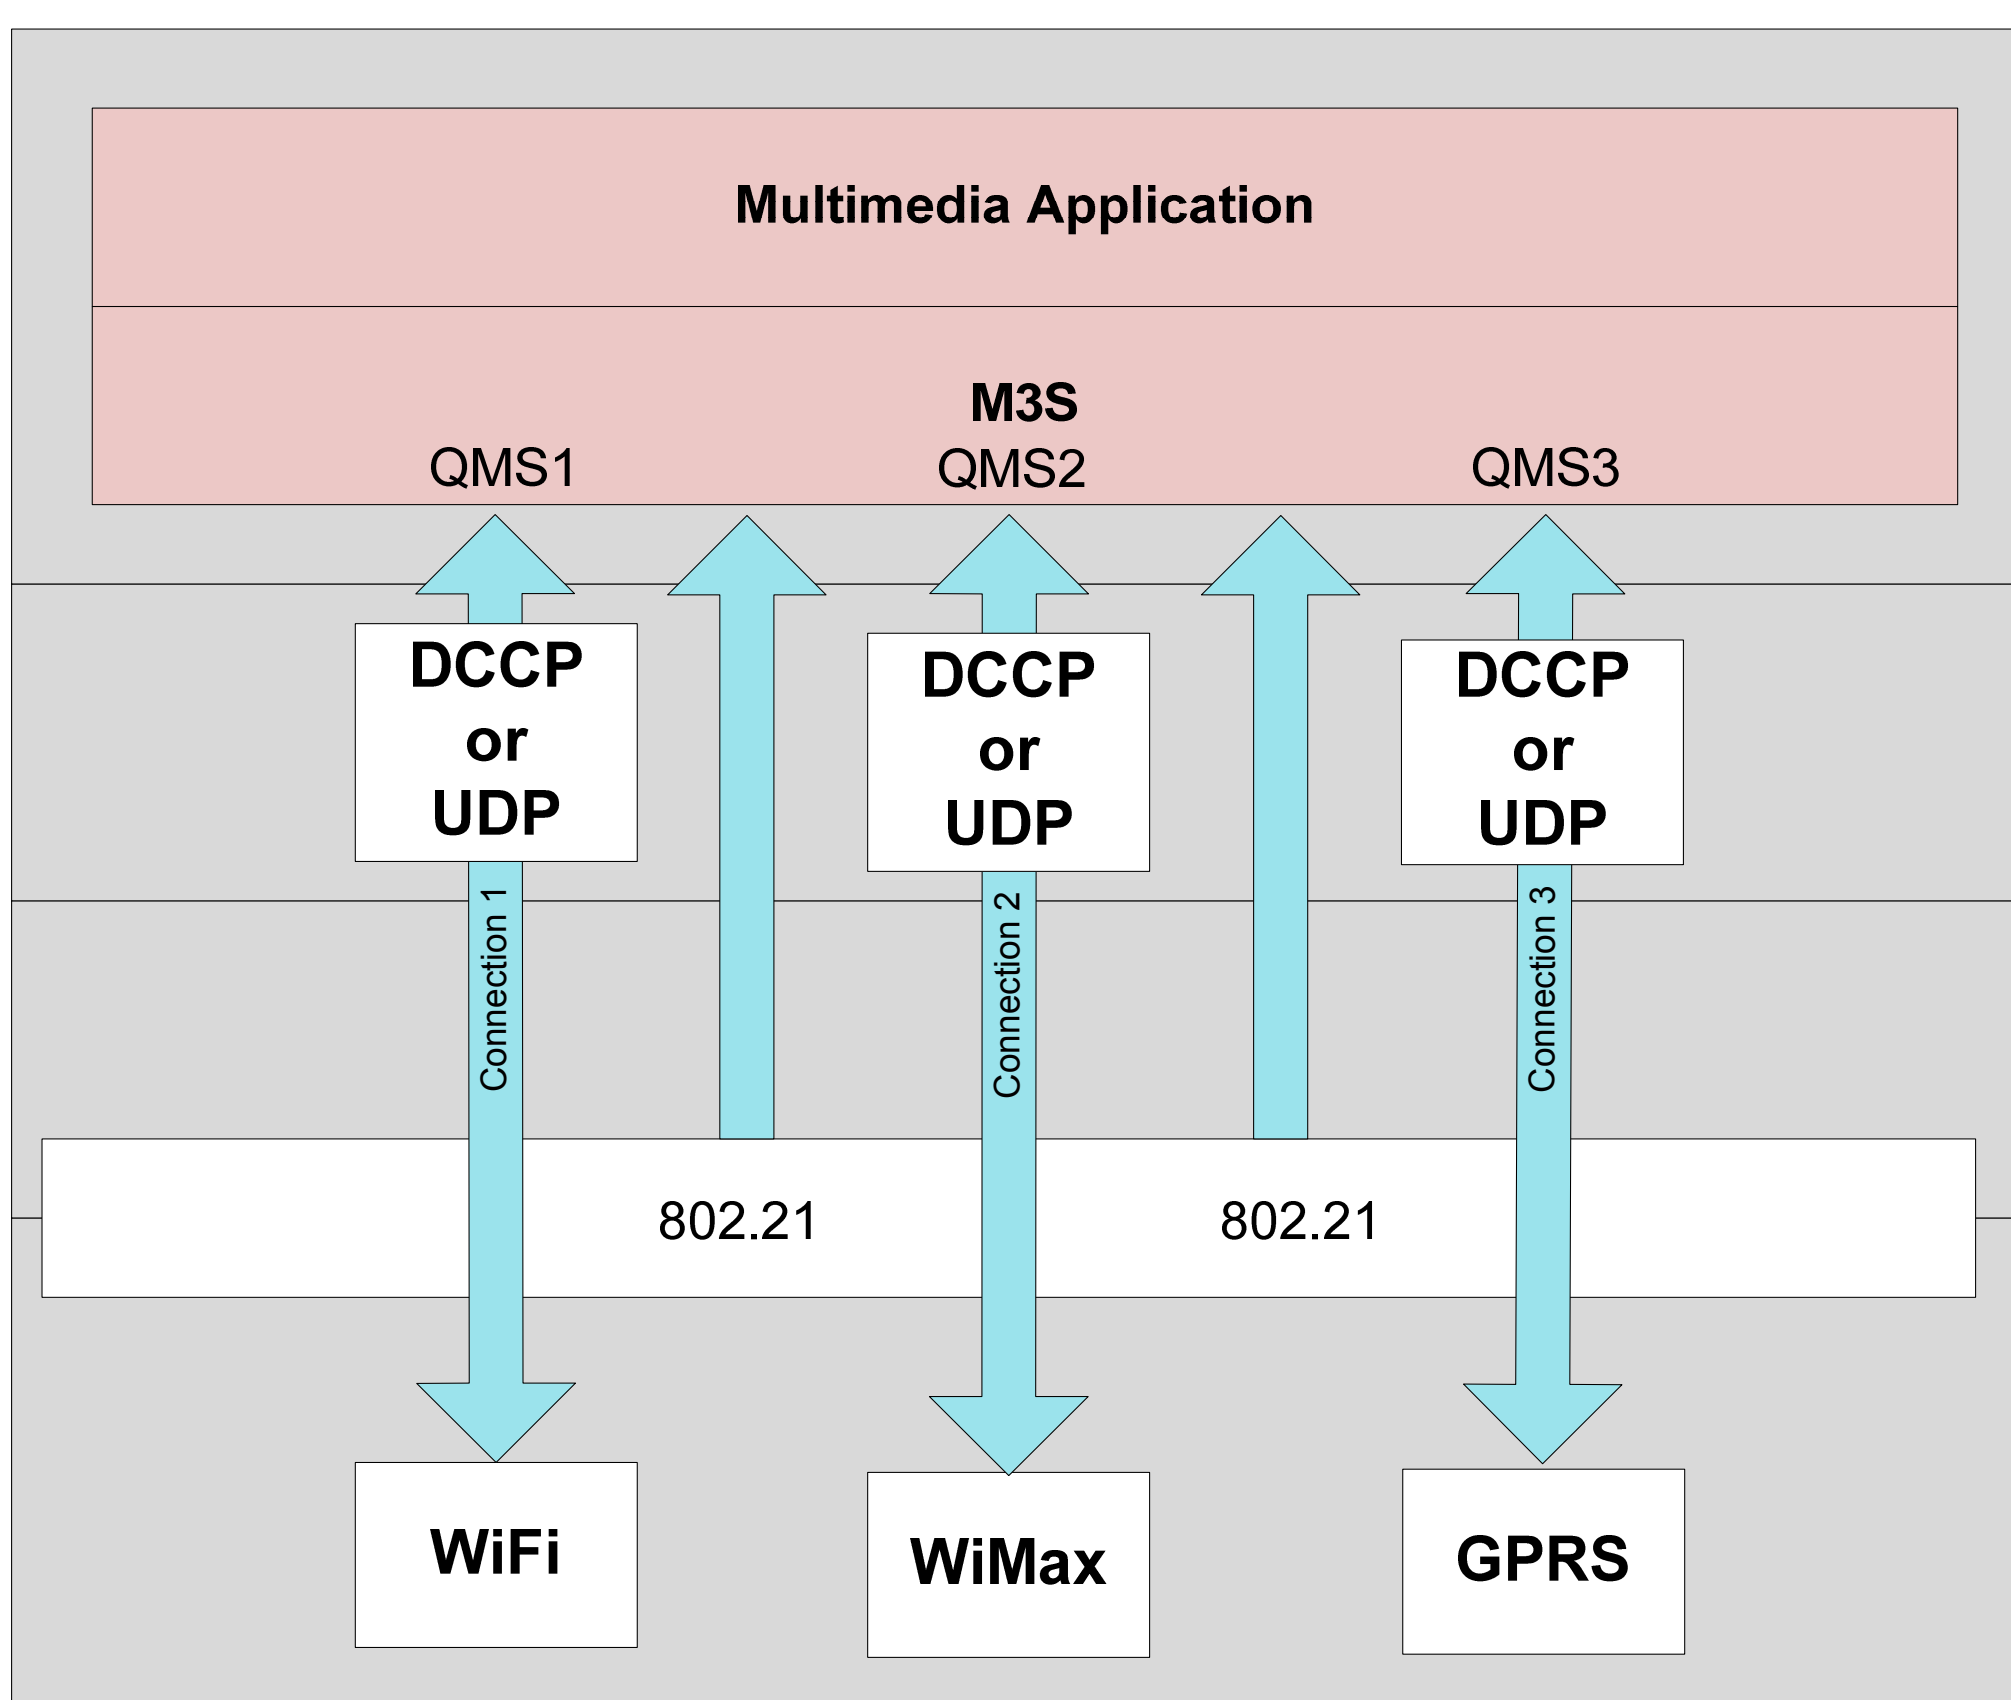 Multimedia Application
M3S
QMS1
QMS2
QMS3
DCCP
or
UDP
DCCP
or
UDP
DCCP
or
UDP
Connection 1
Connection 2
Connection 3
802.21
802.21
WiFi
WiMax
GPRS